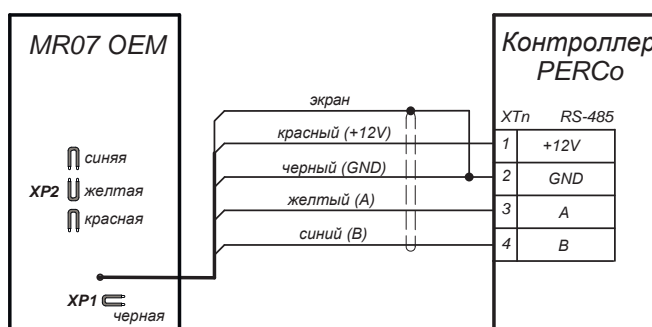 MR07 OEM
Контроллер
PERCo
экран
XTn RS-485
красный (+12V)
1 +12V
синяя
черный (GND)
2 GND
XP2 желтая
желтый (A)
3 A
красная
синий (B)
4 B
XP1
черная